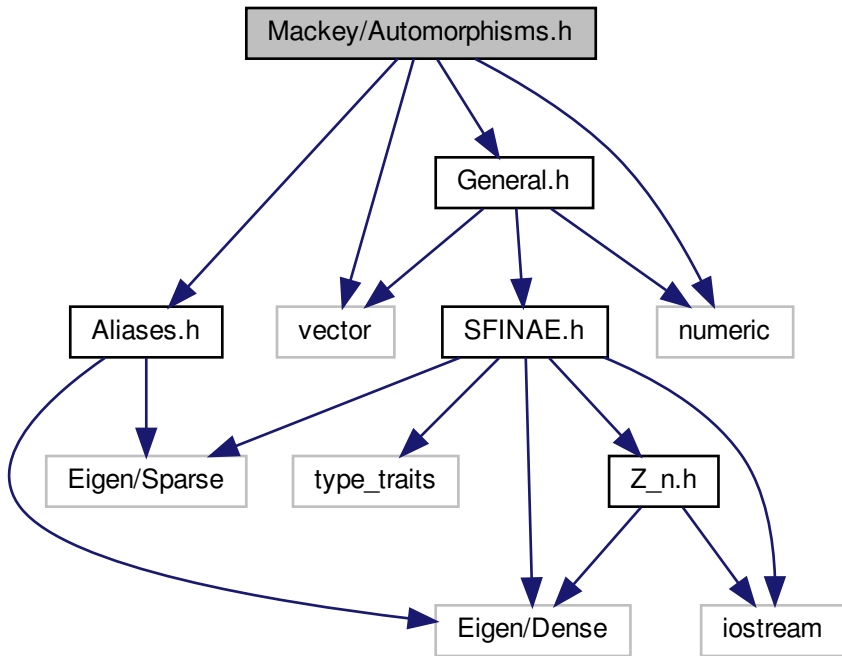 Mackey/Automorphisms.h
General.h
Aliases.h
vector
SFINAE.h
numeric
Eigen/Sparse
type_traits
Z_n.h
Eigen/Dense
iostream